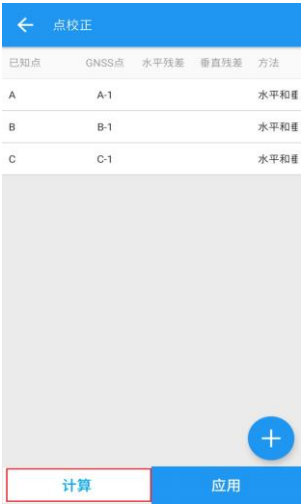 点校正
已知点 GNSS点 水平残差 垂直残差 方法
A A-1 水平和
B B-1 水平和
C C-1 水平和
计算 应用